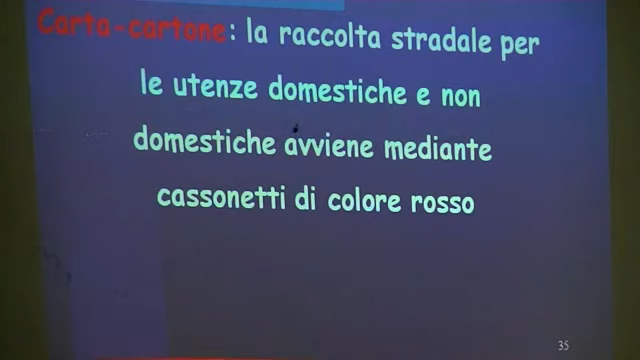 Carta-cartone: la raccolta stradale per
le utenze domestiche e non
domestiche avviene mediante
cassonetti di colore rosso
35